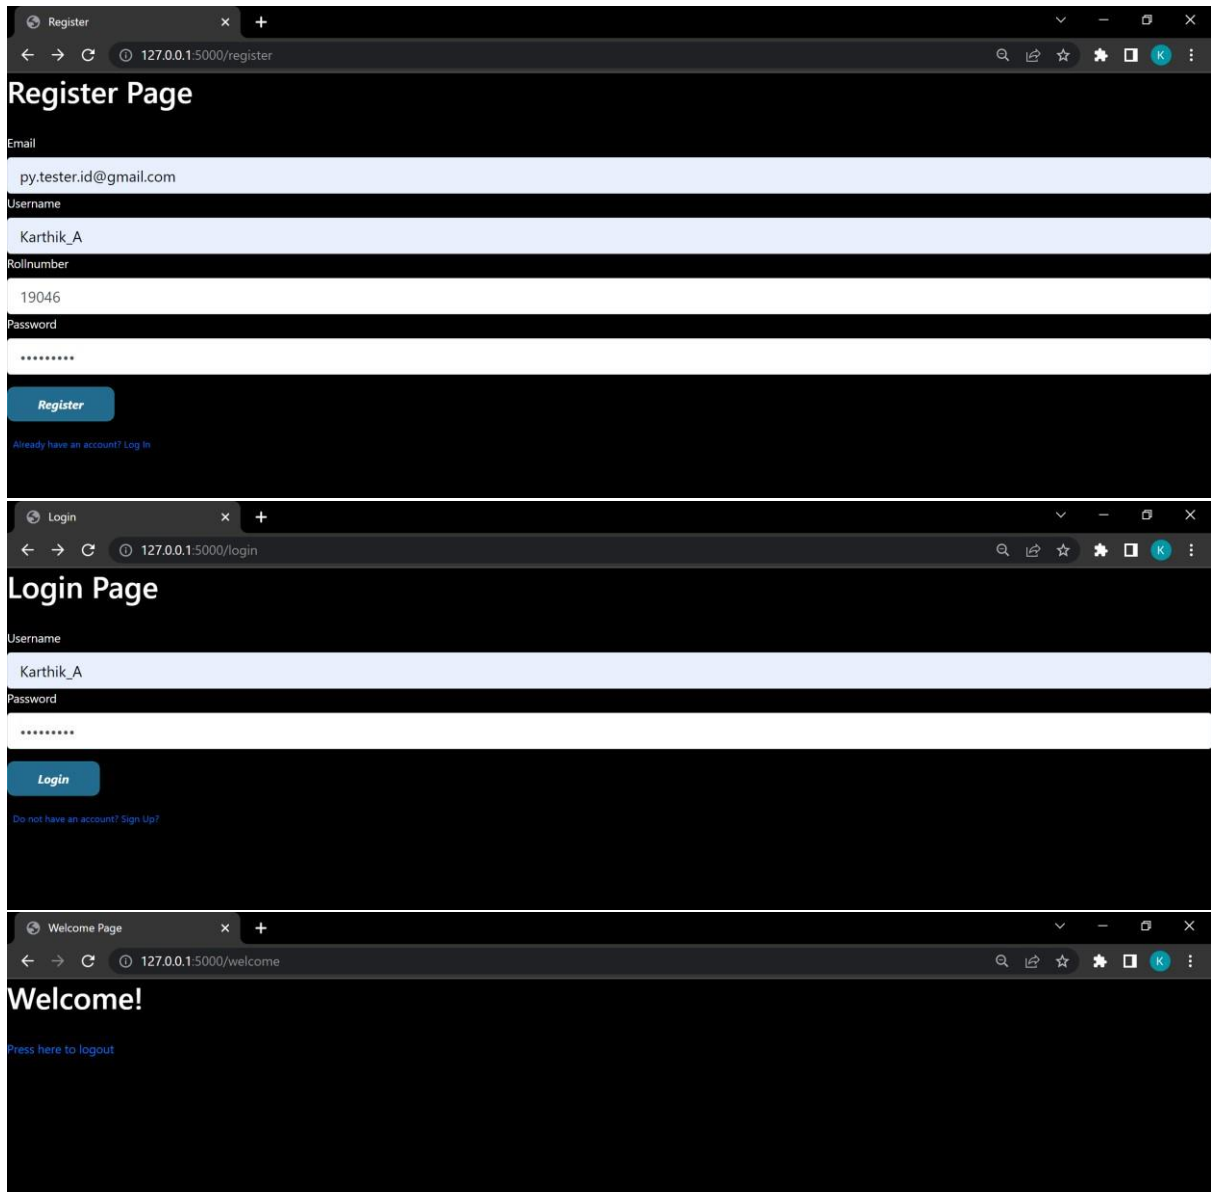 Register
127.0.0.1:5000/register
K
Register Page
Email
py.tester.id@gmail.com
Username
Karthik_A
Rollnumber
19046
Password
•••••••••
Register
Already have an account? Log In
Login
127.0.0.1:5000/login
K
Login Page
Username
Karthik_A
Password
•••••••••
Login
Do not have an account? Sign Up?
Welcome Page
127.0.0.1:5000/welcome
K
Welcome!
Press here to logout